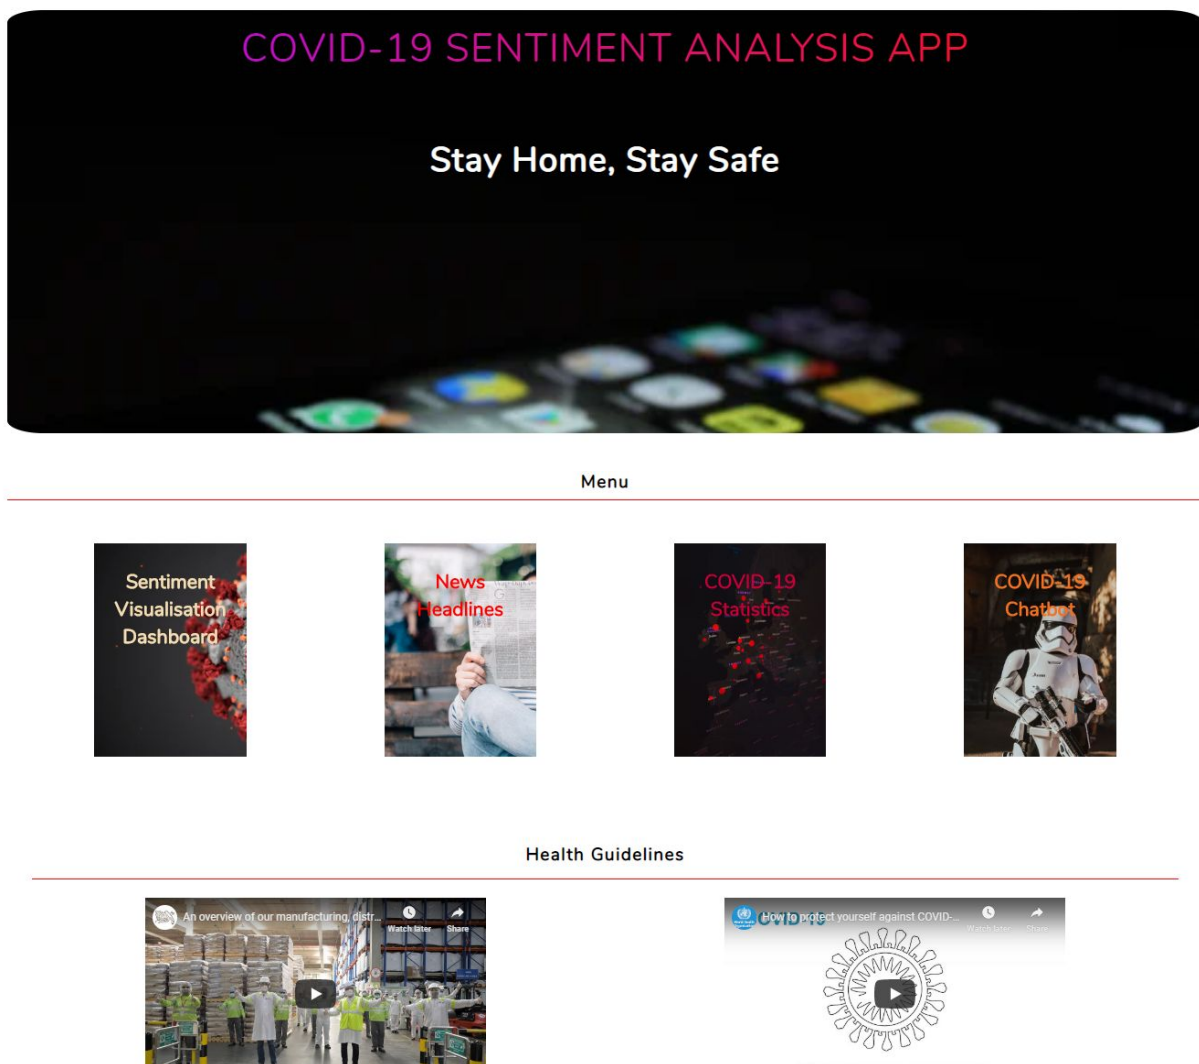 COVID-19 SENTIMENT ANALYSIS APP
Stay Home, Stay Safe
Menu
Sentiment
Visualisation
Dashboard
News
Headlines
COVID-19
Statistics
COVID-19
Chatbot
Health Guidelines
An overview of our manufacturing, distr...
Watch later
Share
COVID-19
How to protect yourself against COVID-...
Watch later
Share